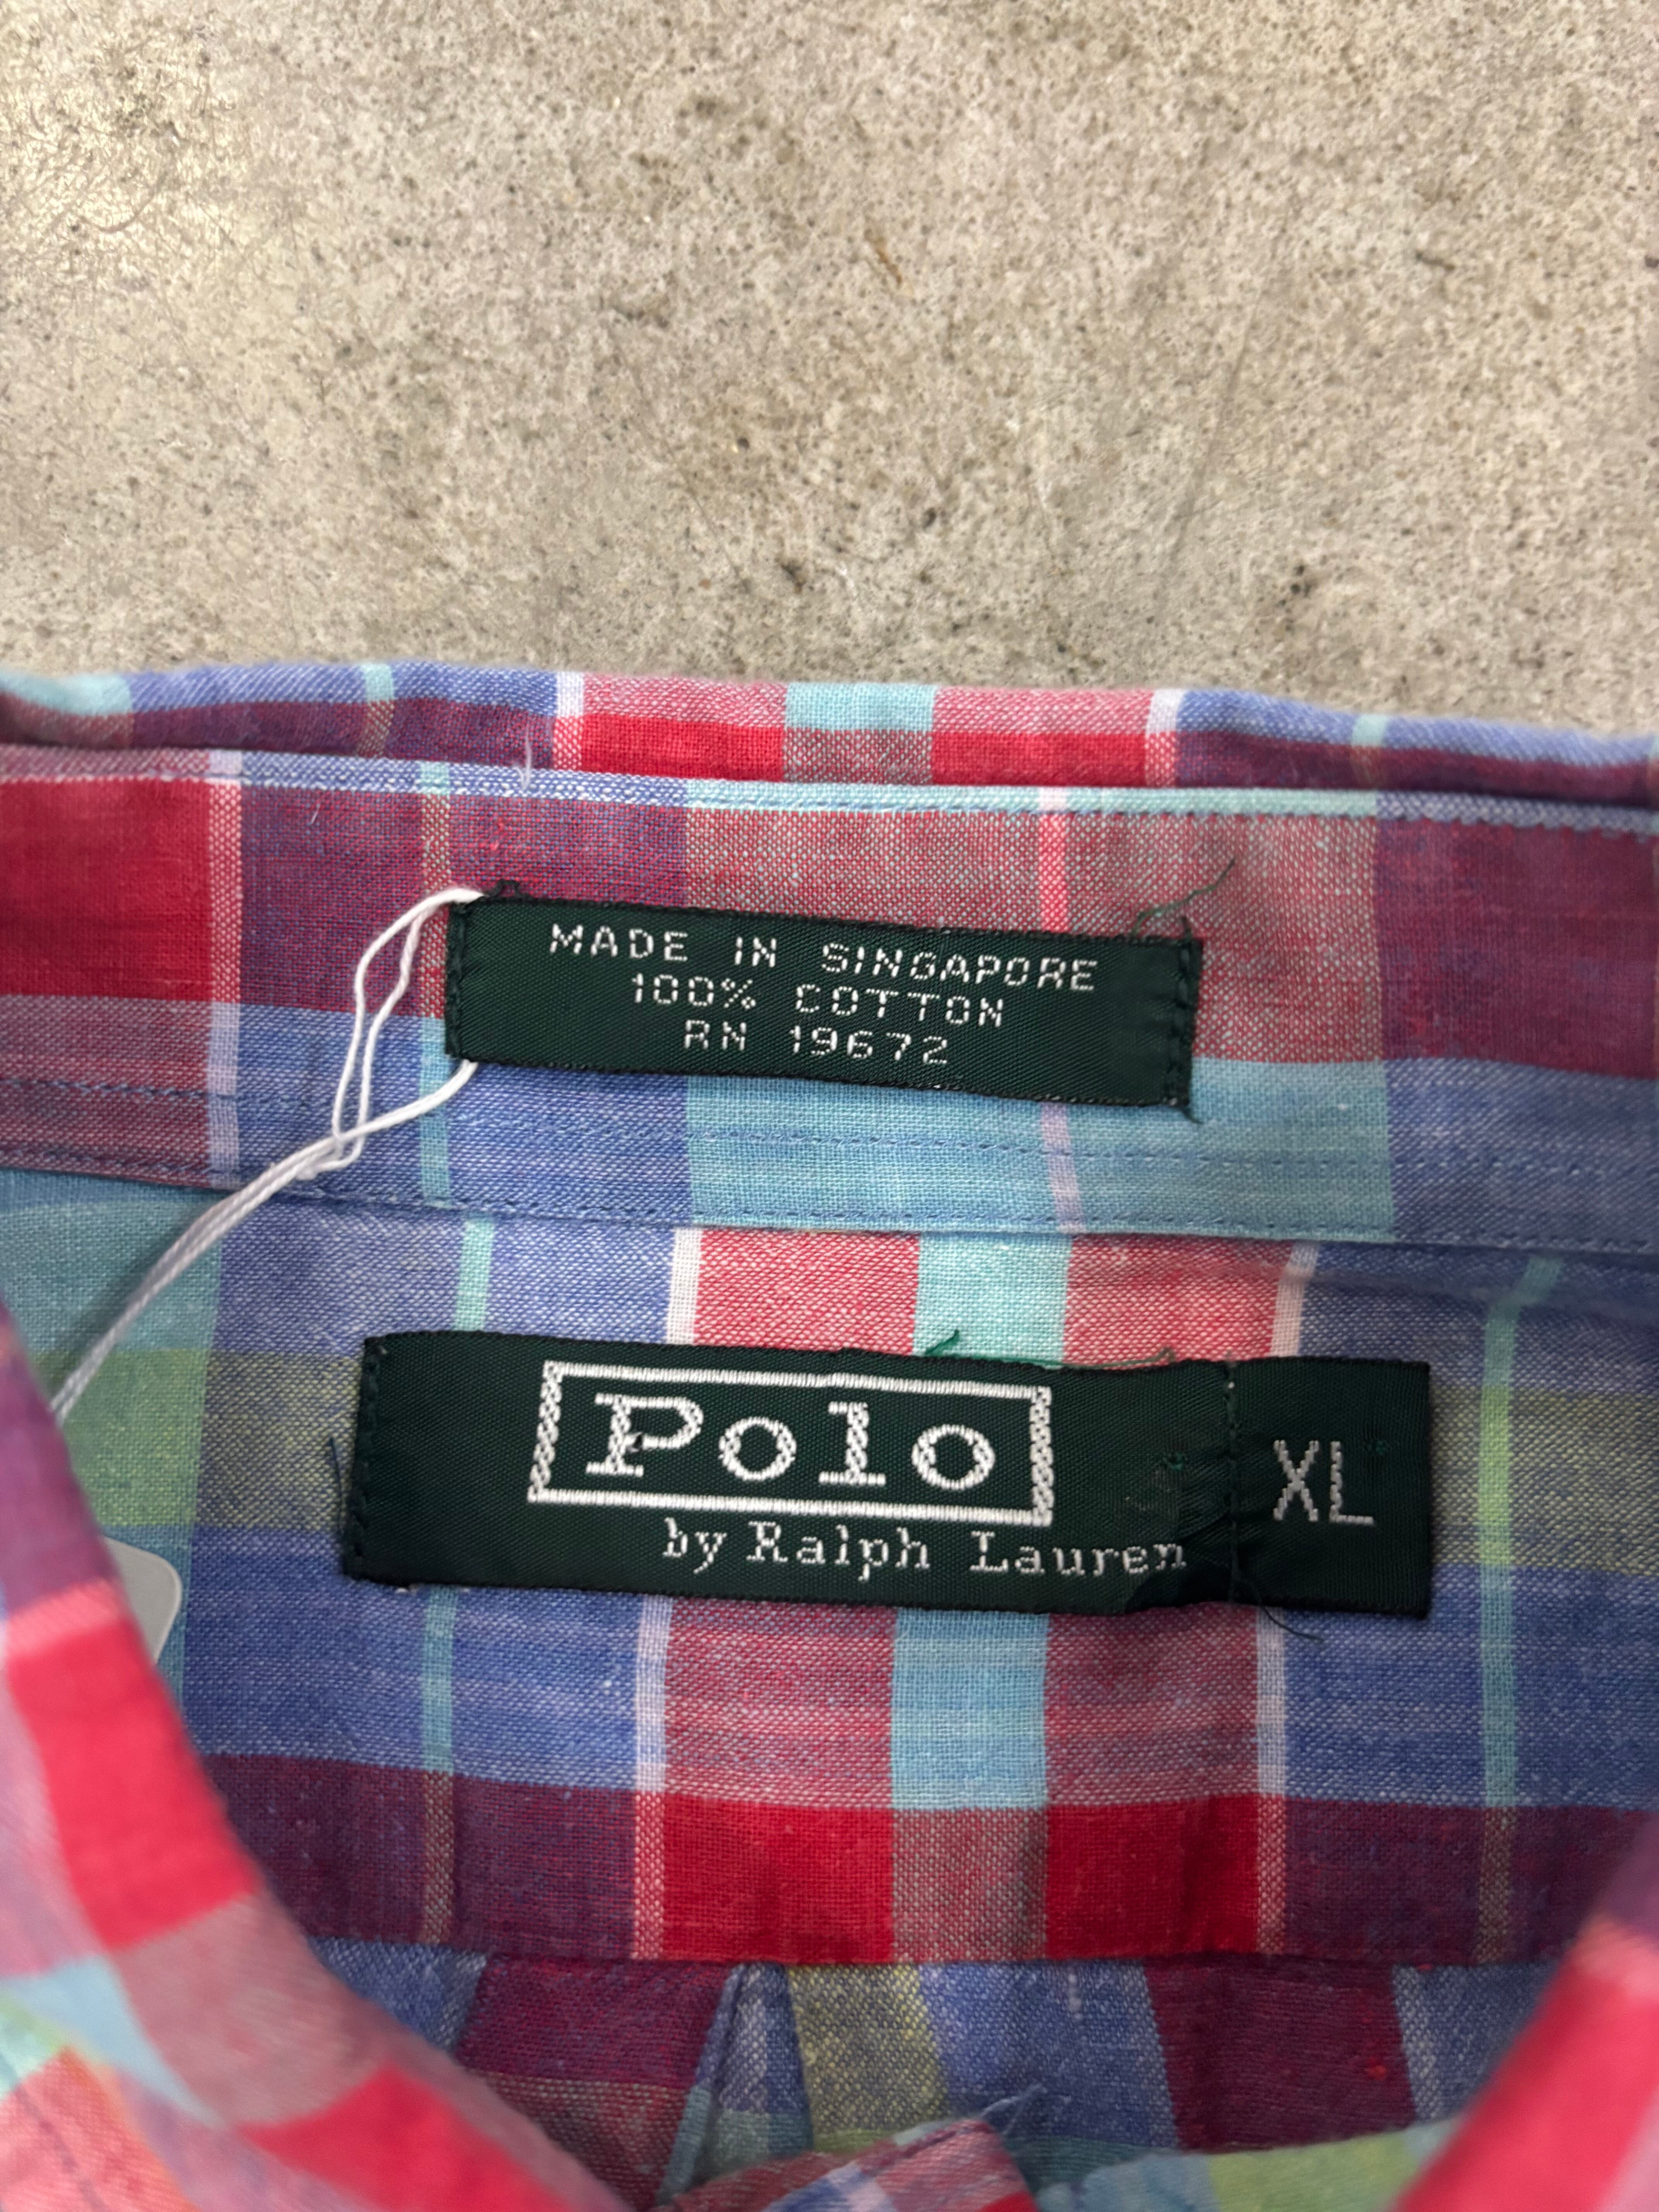 MADE IN SINGAPORE
100% COTTON
RN 19672
Polo
by Ralph Lauren
XL